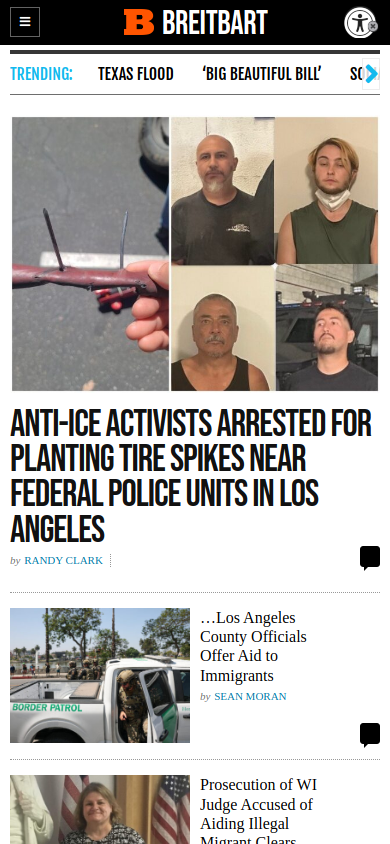 BREITBART
TRENDING:
TEXAS FLOOD
‘BIG BEAUTIFUL BILL’
ANTI-ICE ACTIVISTS ARRESTED FOR
PLANTING TIRE SPIKES NEAR
FEDERAL POLICE UNITS IN LOS
ANGELES
by RANDY CLARK
BORDER PATROL
…Los Angeles
County Officials
Offer Aid to
Immigrants
by SEAN MORAN
Prosecution of WI
Judge Accused of
Aiding Illegal
Migrant Clears